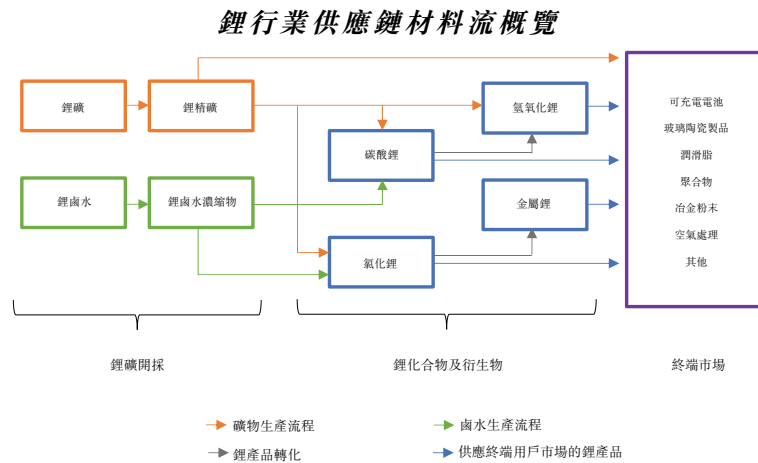 鋰行業供應鏈材料流概覽
鋰礦
鋰精礦
氫氧化鋰
碳酸鋰
鋰鹵水
鋰鹵水濃縮物
金屬鋰
氯化鋰
可充電電池
玻璃陶瓷製品
潤滑脂
聚合物
冶金粉末
空氣處理
其他
鋰礦開採
鋰化合物及衍生物
終端市場
礦物生產流程
鹵水生產流程
鋰產品轉化
供應終端用戶市場的鋰產品